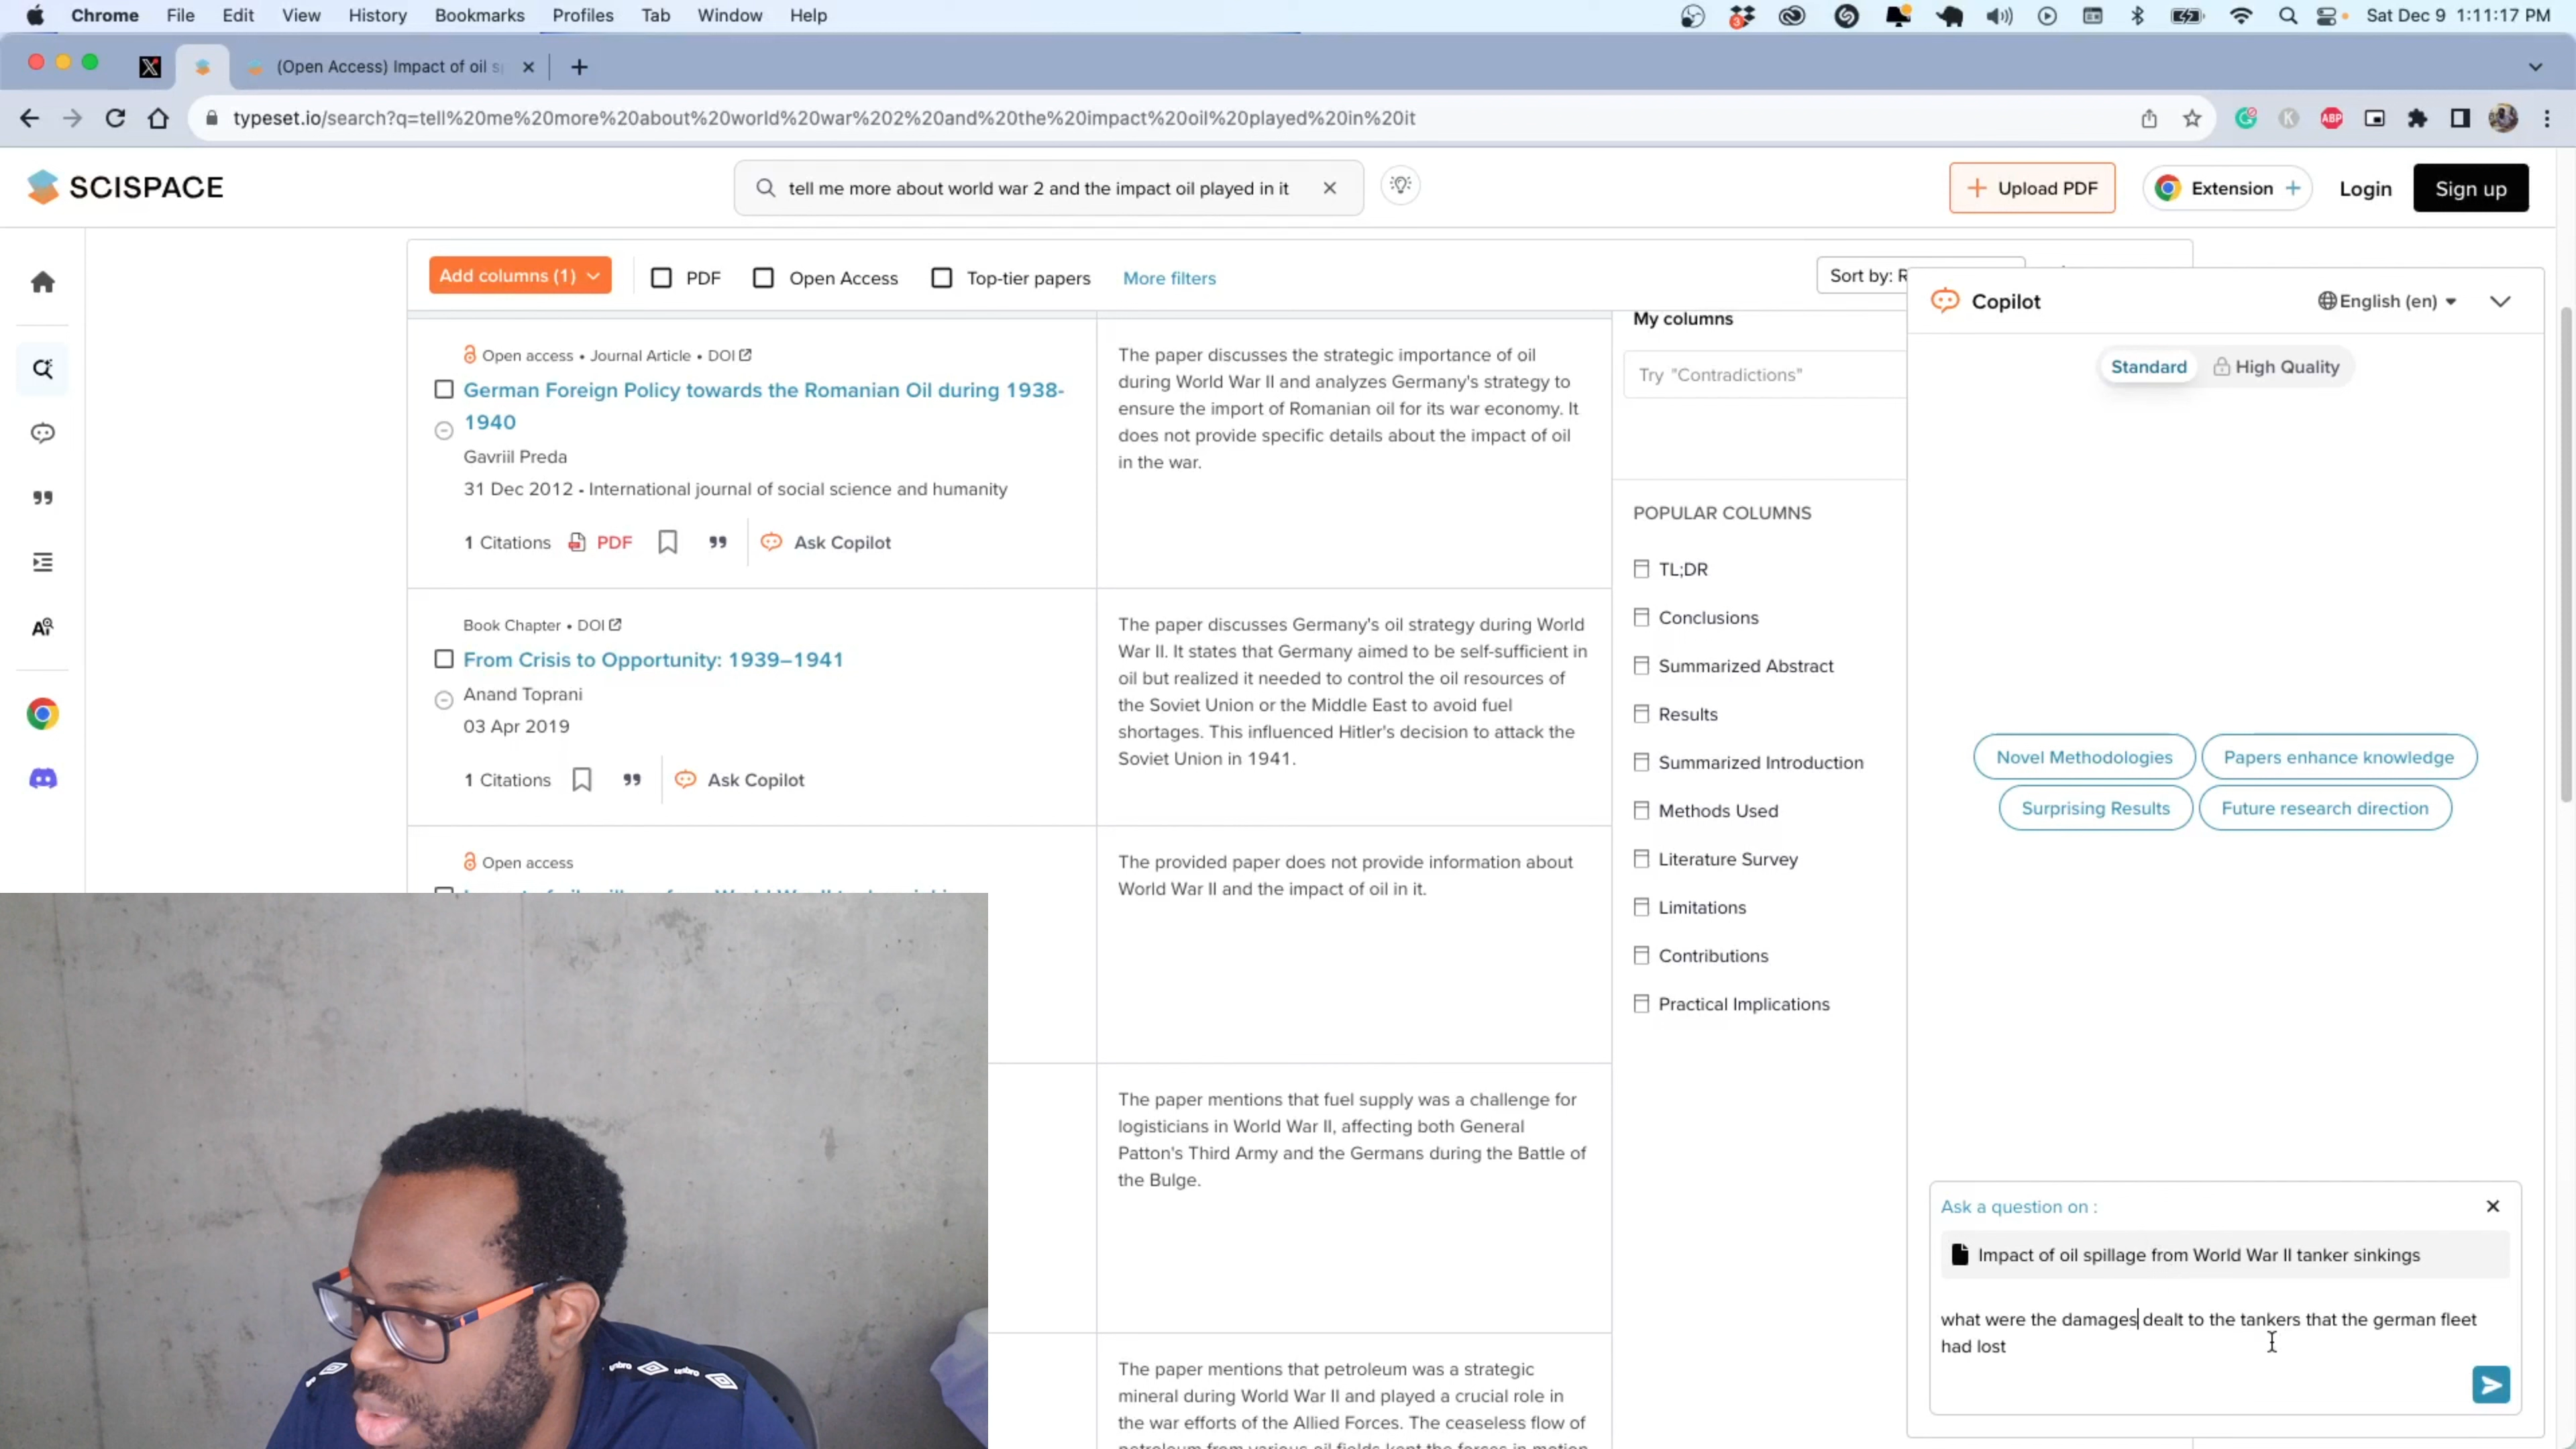 Chrome File Edit View History Bookmarks Profiles Tab Window Help
3
Sat Dec 9 1:11:17 PM
(Open Access) Impact of oil s
typeset.io/search?q=tell%20me%20more%20about%20world%20war%202%20and%20the%20impact%20oil%20played%20in%20it
ABP
SCISPACE
tell me more about world war 2 and the impact oil played in it
Upload PDF
Extension +
Login
Sign up
Add columns (1)
PDF
Open Access
Top-tier papers
More filters
Sort by: R
Open access • Journal Article • DOI
German Foreign Policy towards the Romanian Oil during 1938-
1940
Gavriil Preda
31 Dec 2012 - International journal of social science and humanity
1 Citations PDF Ask Copilot
The paper discusses the strategic importance of oil
during World War II and analyzes Germany's strategy to
ensure the import of Romanian oil for its war economy. It
does not provide specific details about the impact of oil
in the war.
Book Chapter • DOI
From Crisis to Opportunity: 1939–1941
Anand Toprani
03 Apr 2019
1 Citations Ask Copilot
The paper discusses Germany's oil strategy during World
War II. It states that Germany aimed to be self-sufficient in
oil but realized it needed to control the oil resources of
the Soviet Union or the Middle East to avoid fuel
shortages. This influenced Hitler's decision to attack the
Soviet Union in 1941.
Open access
The provided paper does not provide information about
World War II and the impact of oil in it.
The paper mentions that fuel supply was a challenge for
logisticians in World War II, affecting both General
Patton's Third Army and the Germans during the Battle of
the Bulge.
The paper mentions that petroleum was a strategic
mineral during World War II and played a crucial role in
the war efforts of the Allied Forces. The ceaseless flow of
petroleum from various oil fields kept the forces in motion
My columns
Try "Contradictions"
POPULAR COLUMNS
TL;DR
Conclusions
Summarized Abstract
Results
Summarized Introduction
Methods Used
Literature Survey
Limitations
Contributions
Practical Implications
Copilot
English (en)
Standard
High Quality
Novel Methodologies
Papers enhance knowledge
Surprising Results
Future research direction
Ask a question on :
Impact of oil spillage from World War II tanker sinkings
what were the damages dealt to the tankers that the german fleet
had lost
umbro umbro